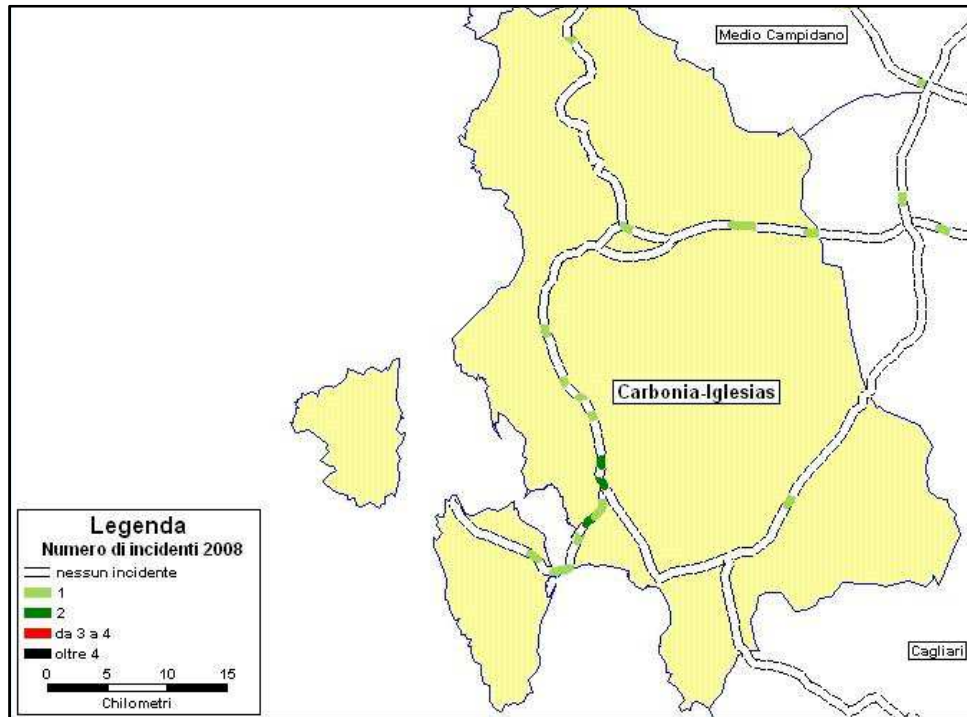 Medio Campidano
Carbonia-Iglesias
Cagliari
Legenda
Numero di incidenti 2008
nessun incidente
1
2
da 3 a 4
oltre 4
0 5 10 15
Chilometri